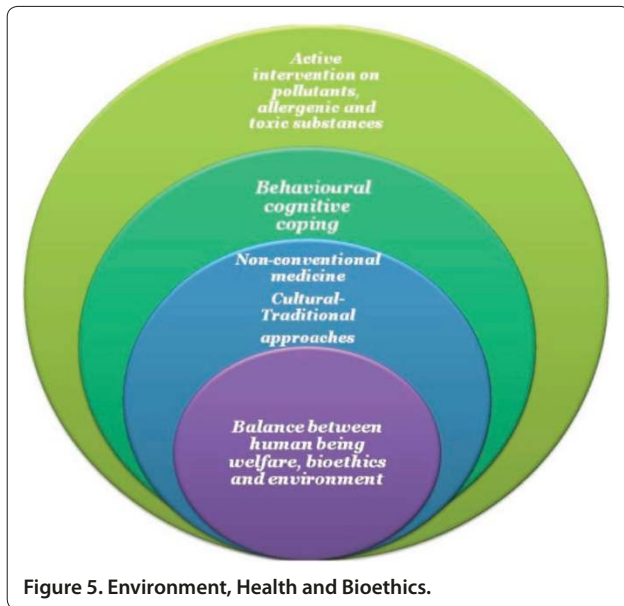 Active
intervention on
pollutants,
allergenic and
toxic substances
Behavioural
cognitive
coping
Non-conventional
medicine
Cultural-
Traditional
approaches
Balance between
human being
welfare, bioethics
and environment
Figure 5. Environment, Health and Bioethics.